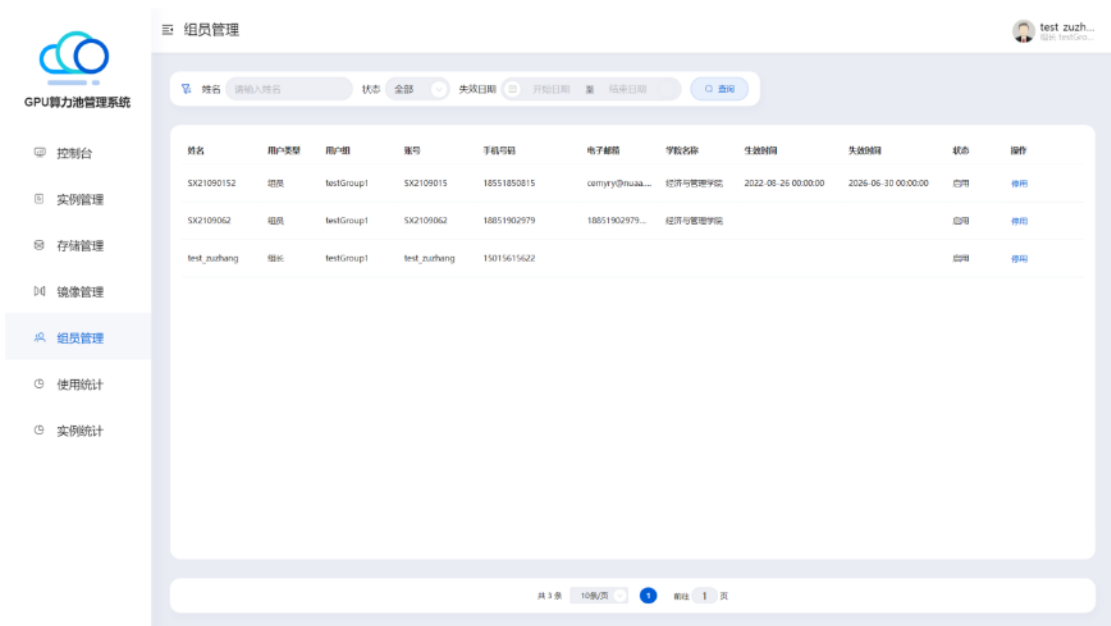 组员管理
test zuzh...
组长 testGro...
GPU算力池管理系统
控制台
实例管理
存储管理
镜像管理
组员管理
使用统计
实例统计
姓名 请输入姓名 状态 全部 失效日期 开始日期 至 结束日期 查询
姓名 用户类型 用户组 账号 手机号码 电子邮箱 学院名称 生效时间 失效时间 状态 操作
SX21090152 组员 testGroup1 SX2109015 18551850815 cemyry@nuaa.... 经济与管理学院 2022-08-26 00:00:00 2026-06-30 00:00:00 启用 停用
SX2109062 组员 testGroup1 SX2109062 18851902979 18851902979... 经济与管理学院 启用 停用
test_zuzhang 组长 testGroup1 test_zuzhang 15015615622 启用 停用
共 3 条 10条/页 1 前往 1 页